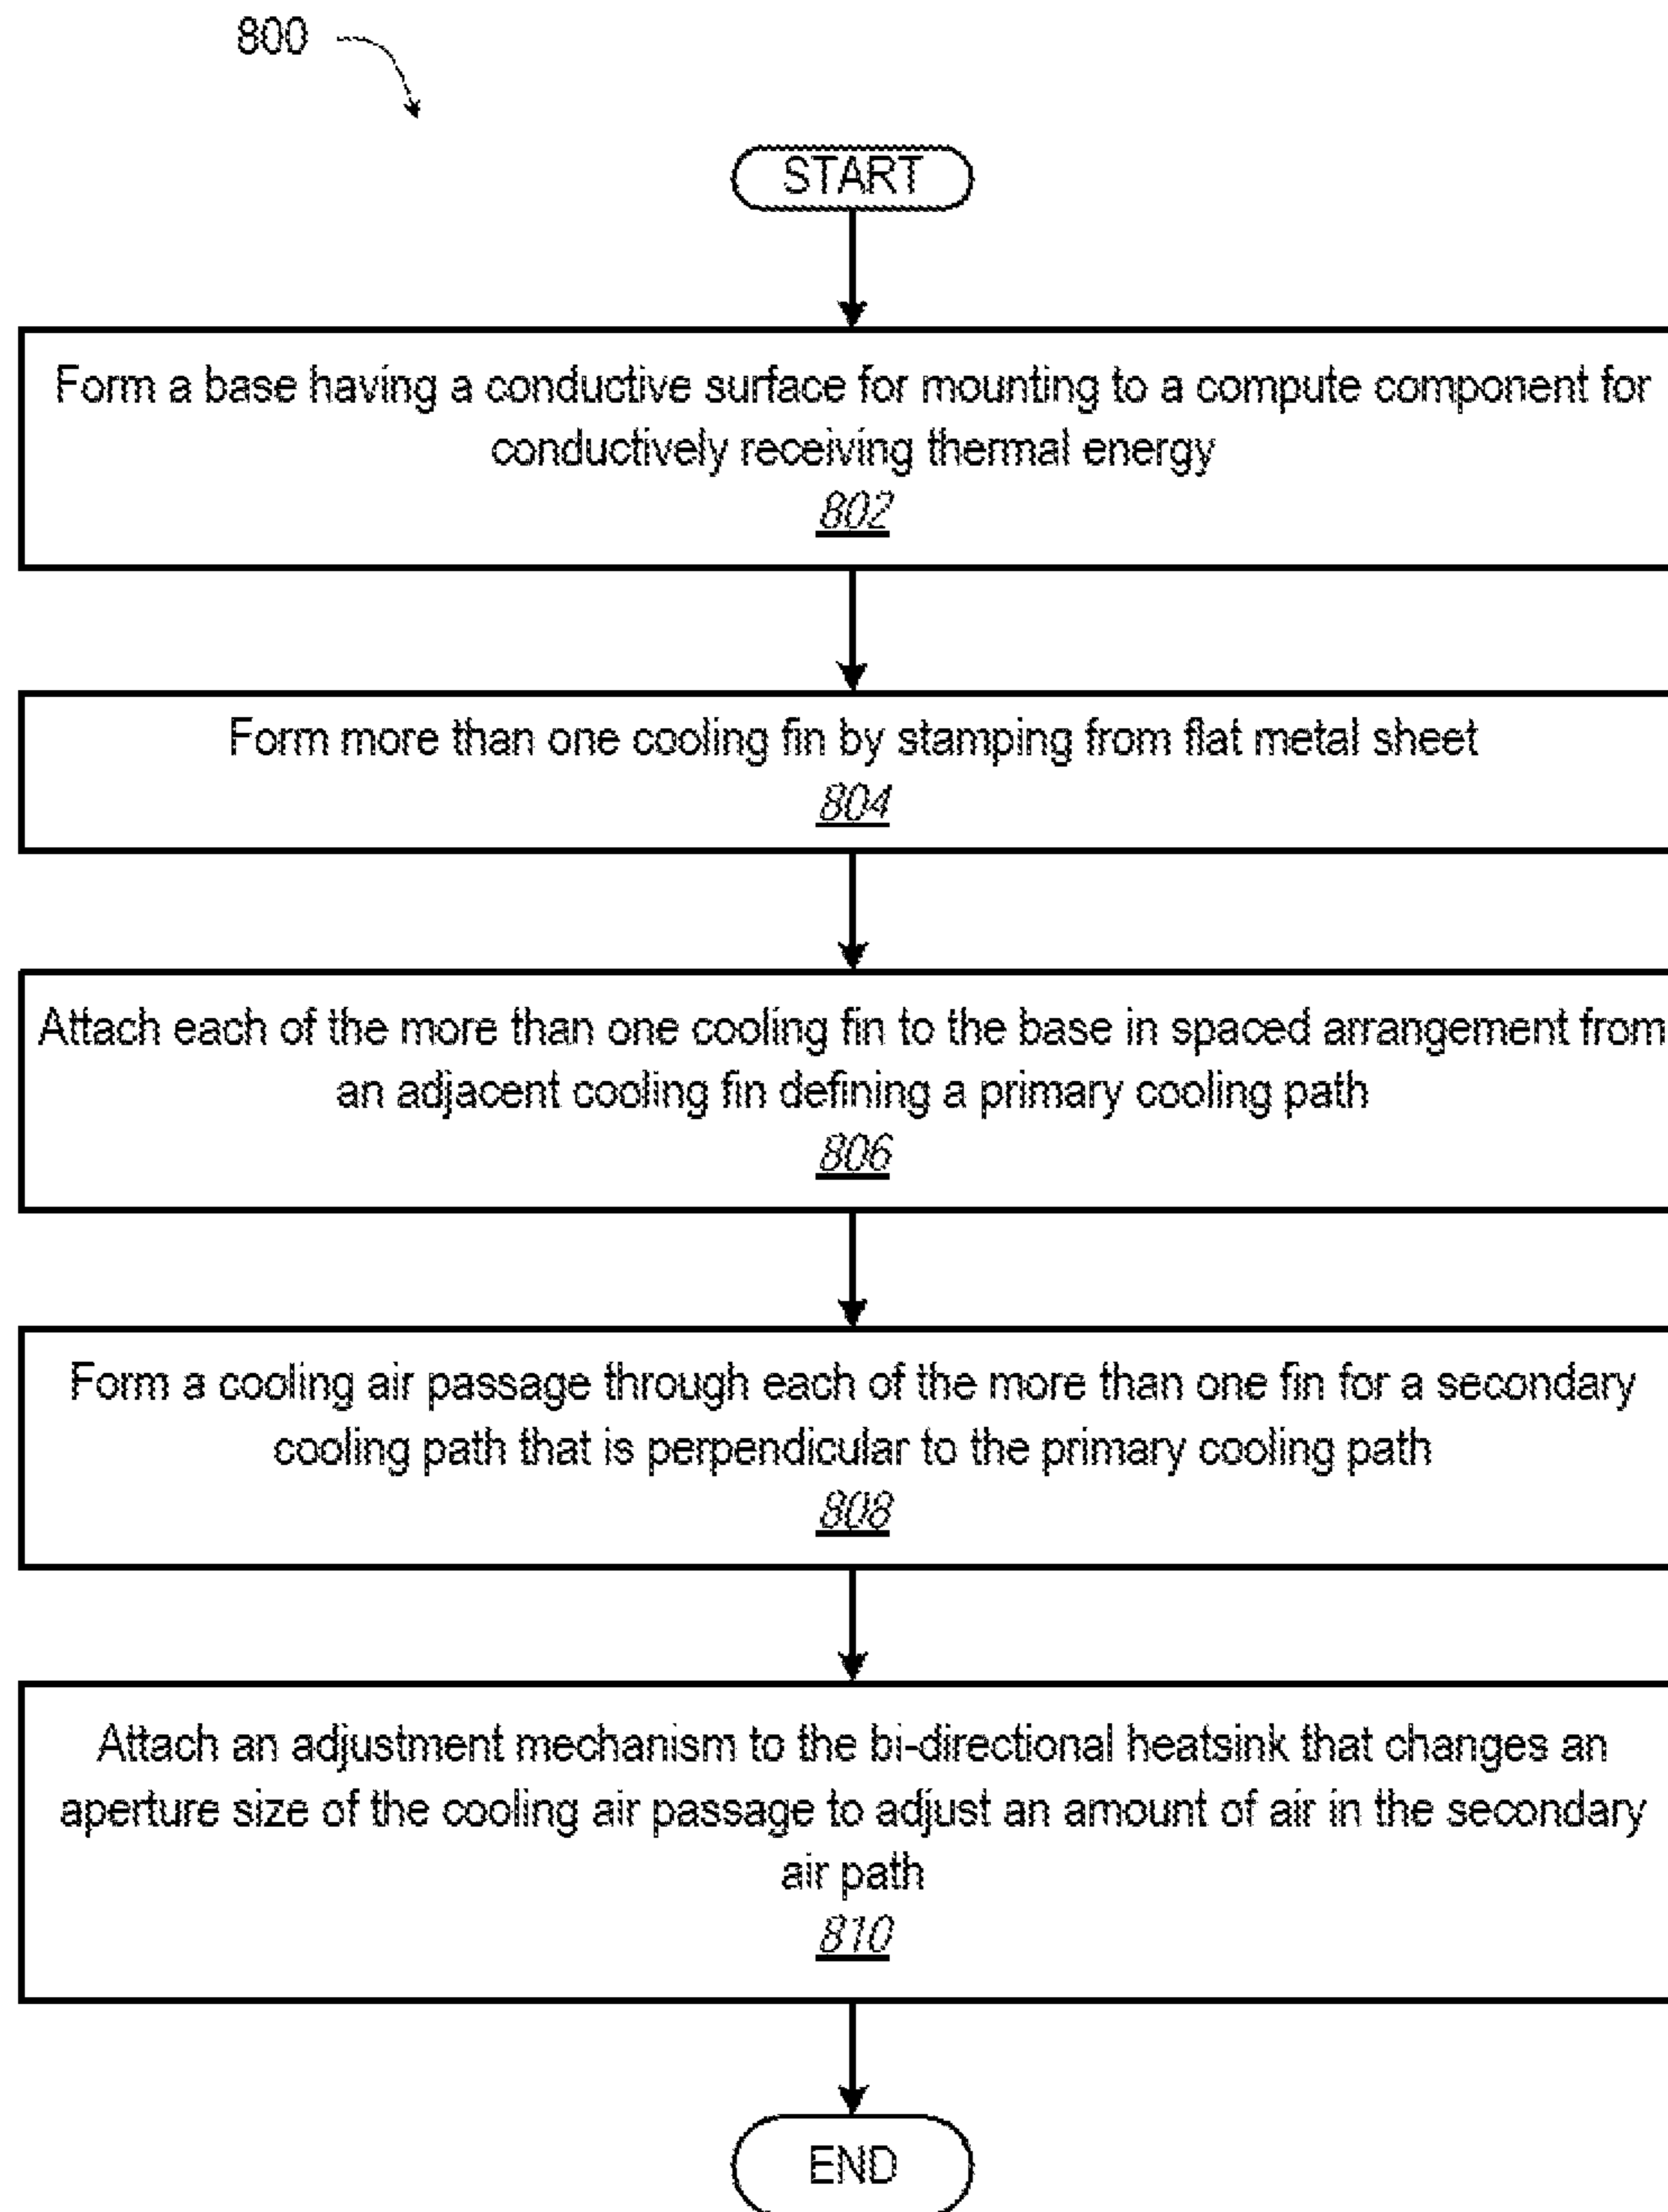 800
START
Form a base having a conductive surface for mounting to a compute component for
conductively receiving thermal energy
802
Form more than one cooling fin by stamping from flat metal sheet
804
Attach each of the more than one cooling fin to the base in spaced arrangement from
an adjacent cooling fin defining a primary cooling path
806
Form a cooling air passage through each of the more than one fin for a secondary
cooling path that is perpendicular to the primary cooling path
808
Attach an adjustment mechanism to the bi-directional heatsink that changes an
aperture size of the cooling air passage to adjust an amount of air in the secondary
air path
810
END